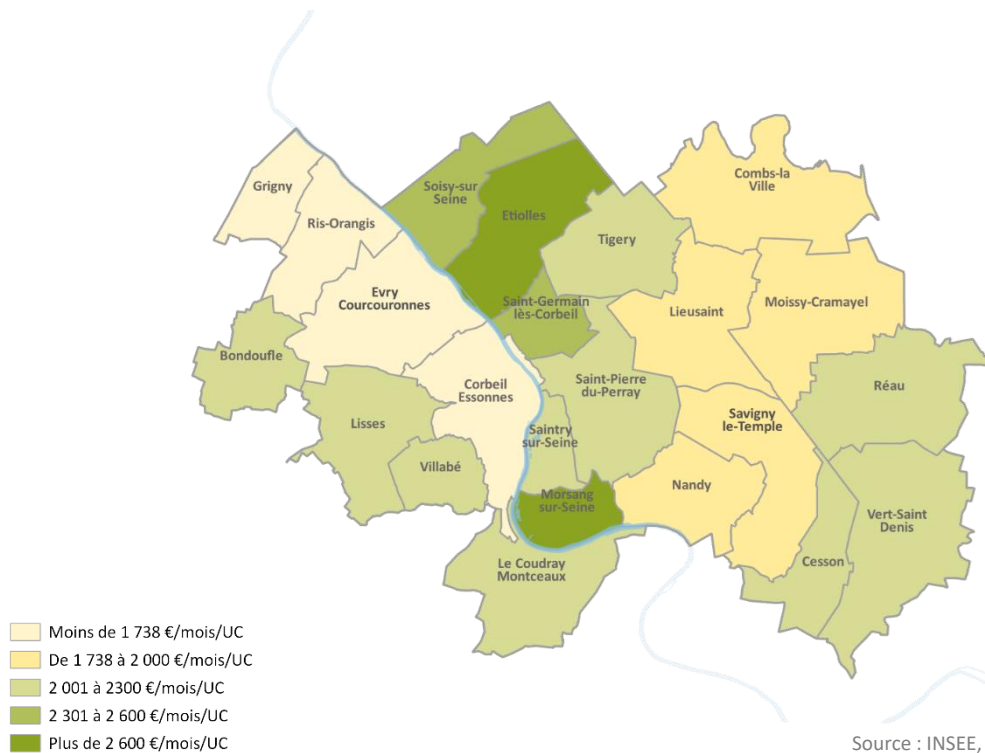 Combs-la
Ville
Grigny
Soisy-sur
Seine
Etiolles
Ris-Orangis
Tigery
Evry
Courcouronnes
Saint-Germain
lès-Corbeil
Lieusaint
Moissy-Cramayel
Bondoufle
Corbeil
Essonnes
Saint-Pierre
du-Perray
Réau
Lisses
Saintry
sur-Seine
Savigny
le-Temple
Villabé
Morsang
sur-Seine
Nandy
Vert-Saint
Denis
Le Coudray
Montceaux
Cesson
Moins de 1 738 €/mois/UC
De 1 738 à 2 000 €/mois/UC
2 001 à 2300 €/mois/UC
2 301 à 2 600 €/mois/UC
Plus de 2 600 €/mois/UC
Source : INSEE,